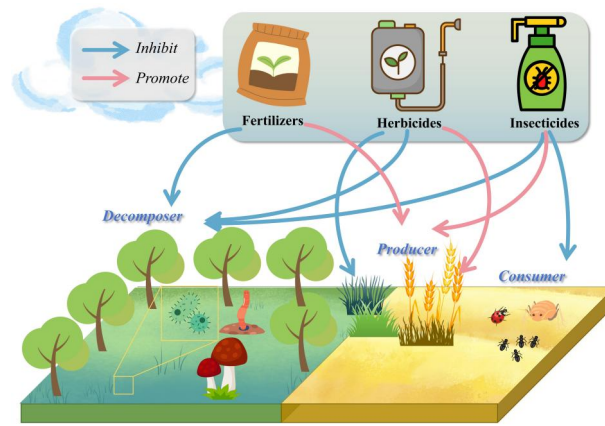 Inhibit
Promote
Fertilizers
Herbicides
Insecticides
Decomposer
Producer
Consumer